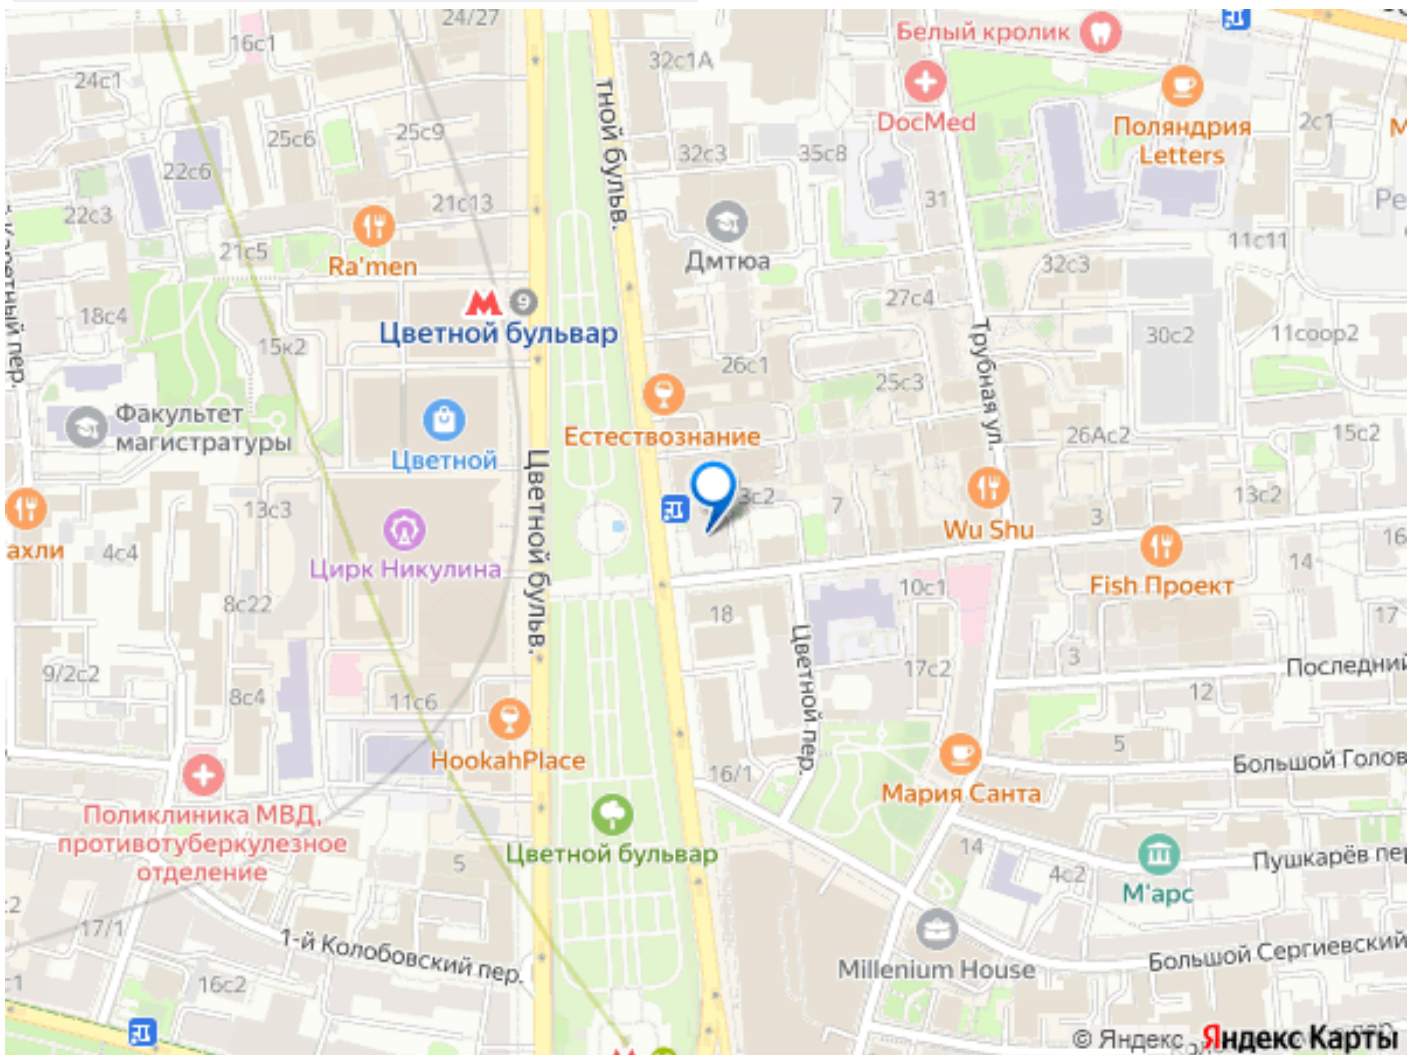 24/27
16с1
Белый кролик
32с1А
24с1
DocMed
Поляндрия
Letters
2с1
25с6
25с9
тной бульв.
32с3
35с8
22с6
22с3
21с13
31
21с5
Ra'men
Дмтюа
11с11
32с3
27с4
18с4
9
Цветной бульвар
15к2
Трубная ул.
30с2
11соор2
26с1
25с3
Факультет
магистратуры
Цветной
Естествознание
26Ас2
15с2
Цветной бульв.
3с2
7
13с3
Wu Shu
3
13с2
ахли
4с4
Цирк Никулина
16
14
Fish Проект
10с1
8с22
18
17
Цветной пер.
9/2с2
8с4
11с6
17с2
3
Последний
12
HookahPlace
5
16/1
Большой Голов
Мария Санта
Поликлиника МВД,
противотуберкулезное
отделение
5
Цветной бульвар
14
4с2
Пушкарёв пер
М'арс
17/1
1-й Колобовский пер.
16с2
Millenium House
Большой Сергиевский
© Яндекс
Яндекс Карты